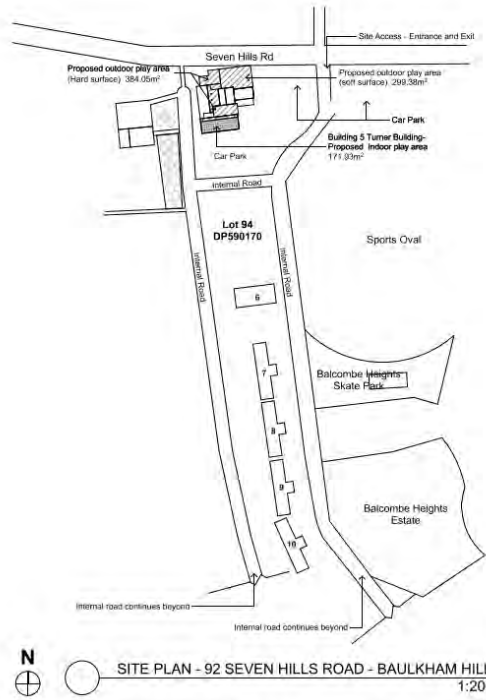 Site Access - Entrance and Exit
Seven Hills Rd
Proposed outdoor play area
(Hard surface) 384.05m²
Proposed outdoor play area
(soft surface) 299.38m²
Car Park
Building 5 Turner Building-
Proposed Indoor play area
171.93m²
Car Park
Internal Road
Lot 94
DP590170
Sports Oval
Internal Road
Internal Road
6
7
Balcombe Heights
Skate Park
8
9
Balcombe Heights
Estate
10
Internal road continues beyond
Internal road continues beyond
N
SITE PLAN - 92 SEVEN HILLS ROAD - BAULKHAM HIL
1:20